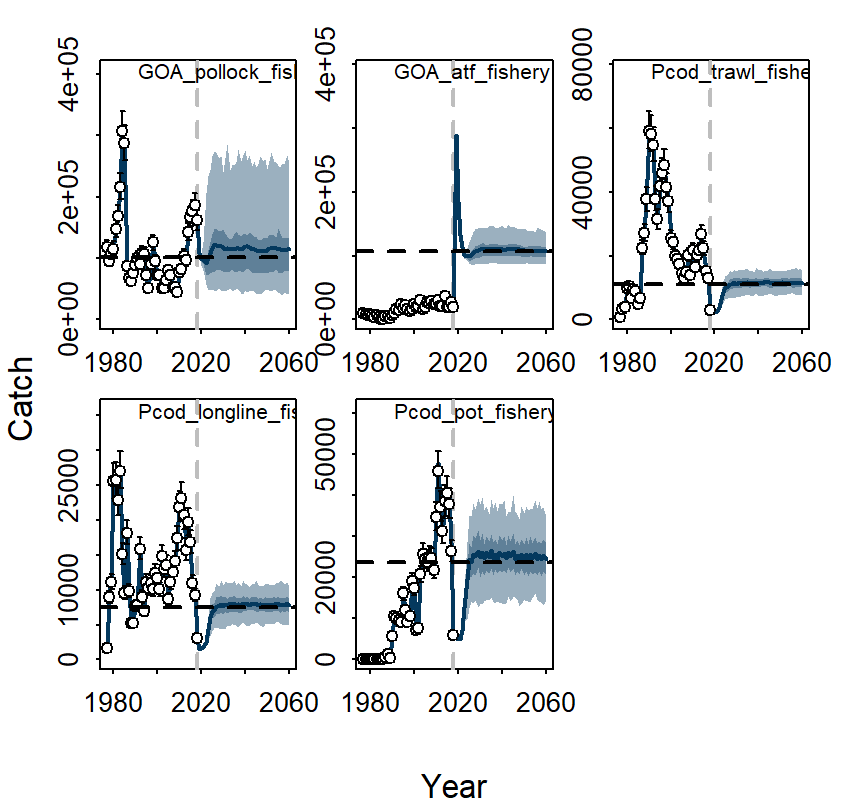 GOA_pollock_fis
GOA_atf_fishery
Pcod_trawl_fishe
0e+00 2e+05 4e+05
0e+00 2e+05 4e+05
0 40000 80000
1980 2020 2060
1980 2020 2060
1980 2020 2060
Pcod_longline_fis
Pcod_pot_fishery
0 10000 25000
0 20000 50000
1980 2020 2060
1980 2020 2060
Catch
Year